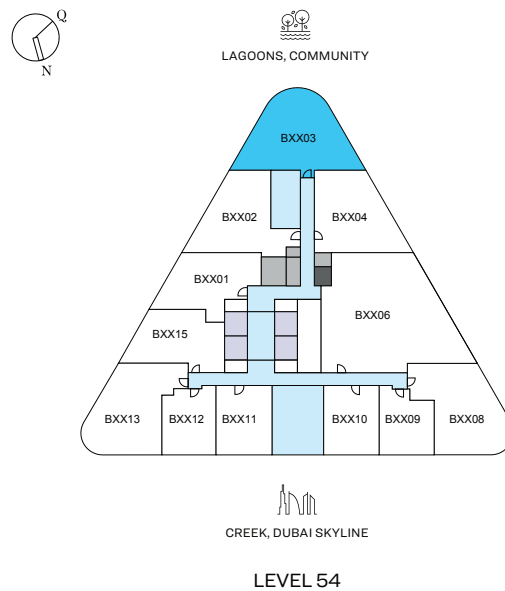 Q
N
LAGOONS, COMMUNITY
BXX03
BXX02 BXX04
BXX01
BXX06
BXX15
BXX13 BXX12 BXX11 BXX10 BXX09 BXX08
CREEK, DUBAI SKYLINE
LEVEL 54